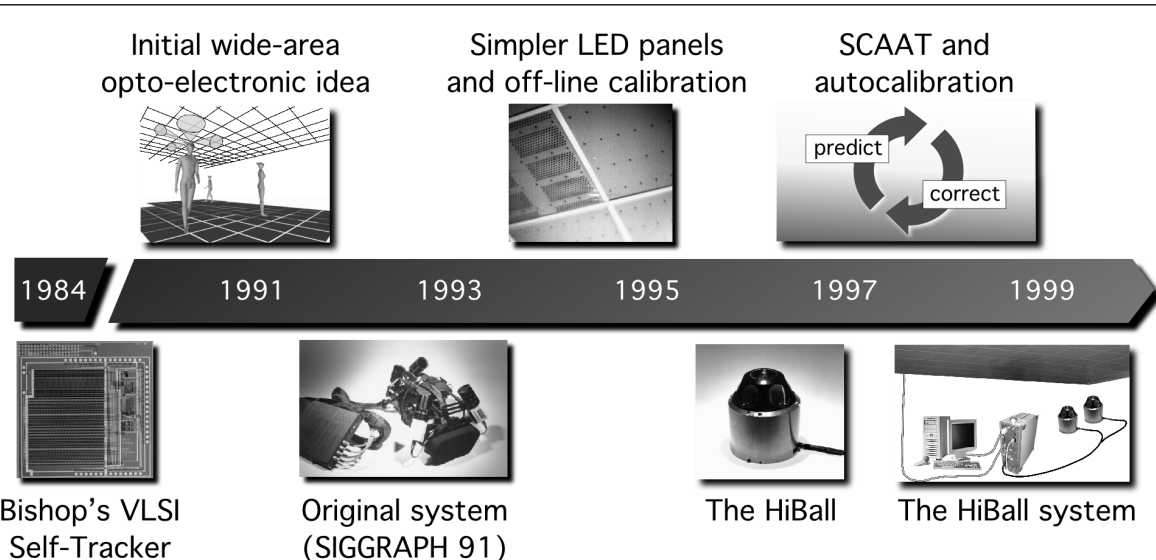 Initial wide-area
opto-electronic idea
Simpler LED panels
and off-line calibration
SCAAT and
autocalibration
predict
correct
1984
1991
1993
1995
1997
1999
Bishop's VLSI
Self-Tracker
Original system
(SIGGRAPH 91)
The HiBall
The HiBall system